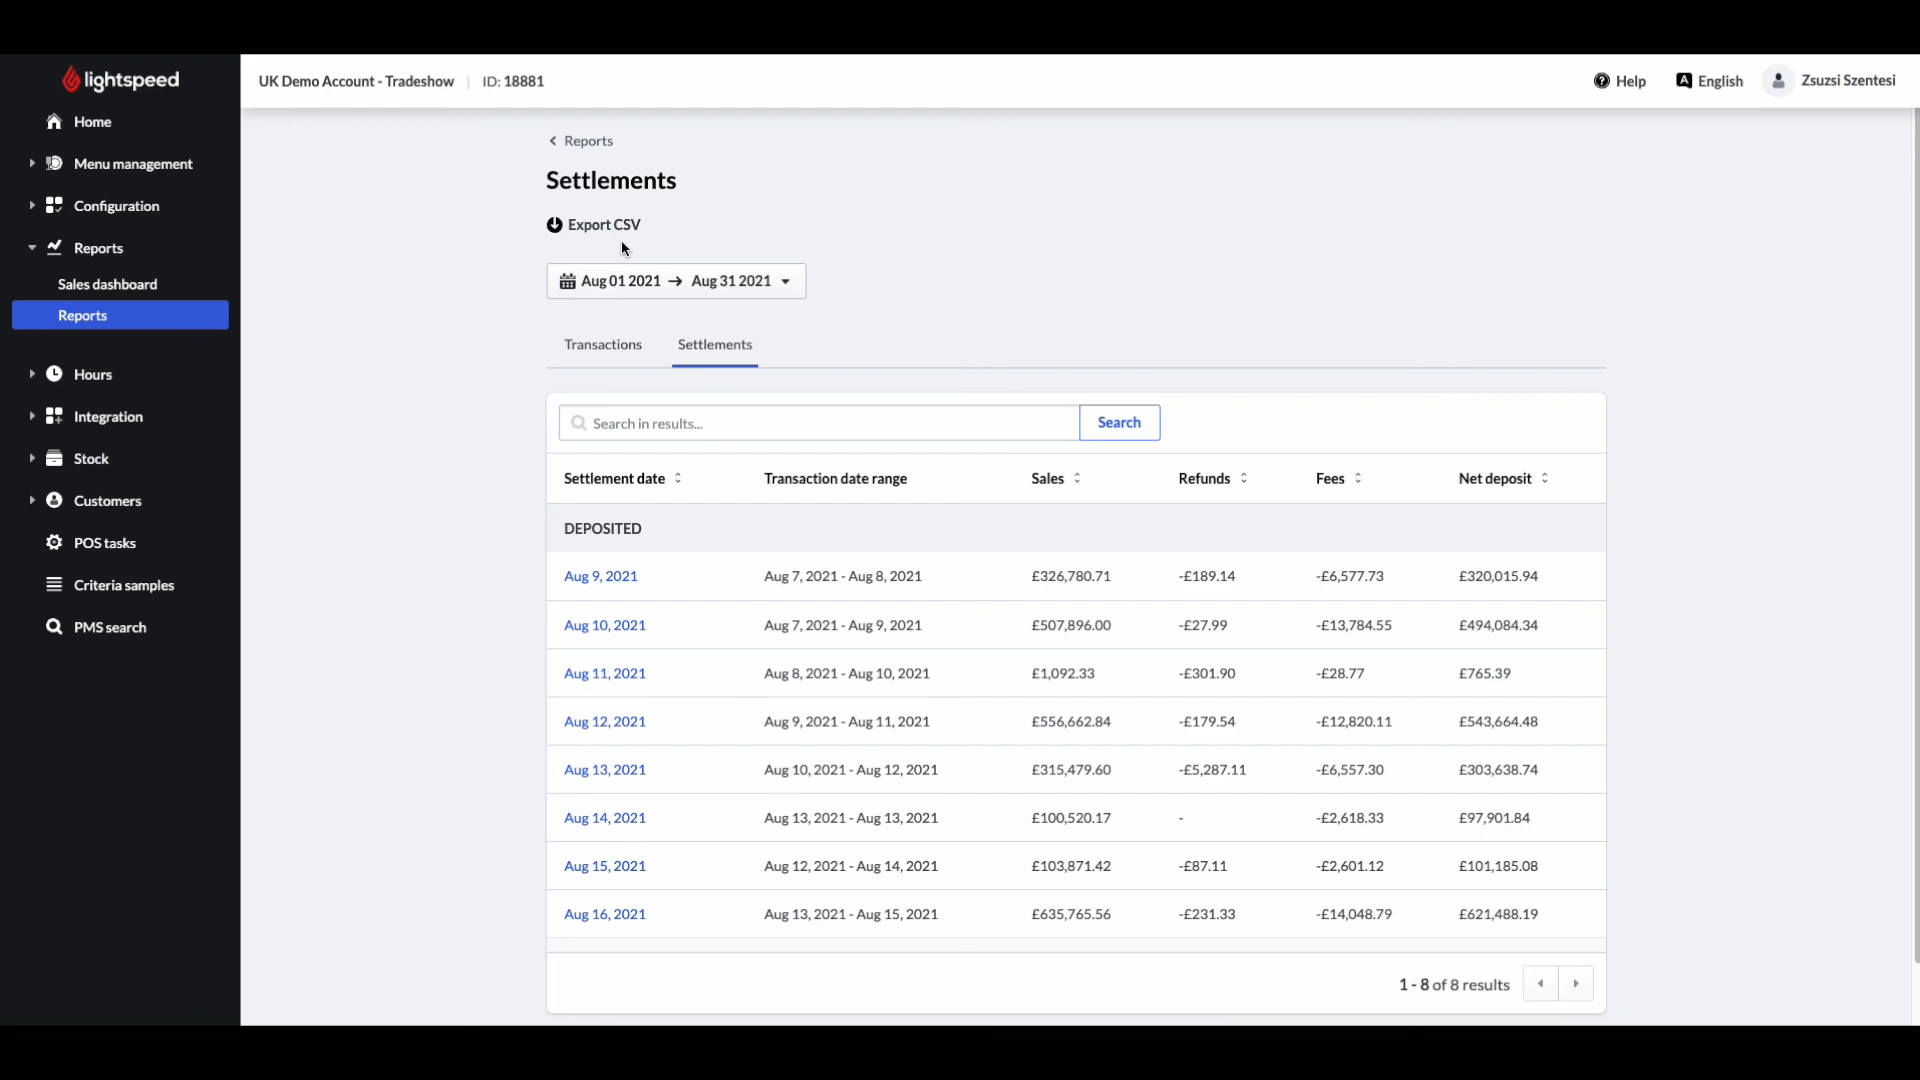 lightspeed
UK Demo Account - Tradeshow | ID: 18881
Help
English
Zsuzsi Szentesi
Home
Menu management
Configuration
Reports
Sales dashboard
Reports
Hours
Integration
Stock
Customers
POS tasks
Criteria samples
PMS search
Reports
Settlements
Export CSV
Aug 01 2021 → Aug 31 2021
Transactions Settlements
Search in results... Search
Settlement date Transaction date range Sales Refunds Fees Net deposit
DEPOSITED
Aug 9, 2021 Aug 7, 2021 - Aug 8, 2021 £326,780.71 -£189.14 -£6,577.73 £320,015.94
Aug 10, 2021 Aug 7, 2021 - Aug 9, 2021 £507,896.00 -£27.99 -£13,784.55 £494,084.34
Aug 11, 2021 Aug 8, 2021 - Aug 10, 2021 £1,092.33 -£301.90 -£28.77 £765.39
Aug 12, 2021 Aug 9, 2021 - Aug 11, 2021 £556,662.84 -£179.54 -£12,820.11 £543,664.48
Aug 13, 2021 Aug 10, 2021 - Aug 12, 2021 £315,479.60 -£5,287.11 -£6,557.30 £303,638.74
Aug 14, 2021 Aug 13, 2021 - Aug 13, 2021 £100,520.17 - -£2,618.33 £97,901.84
Aug 15, 2021 Aug 12, 2021 - Aug 14, 2021 £103,871.42 -£87.11 -£2,601.12 £101,185.08
Aug 16, 2021 Aug 13, 2021 - Aug 15, 2021 £635,765.56 -£231.33 -£14,048.79 £621,488.19
1 - 8 of 8 results